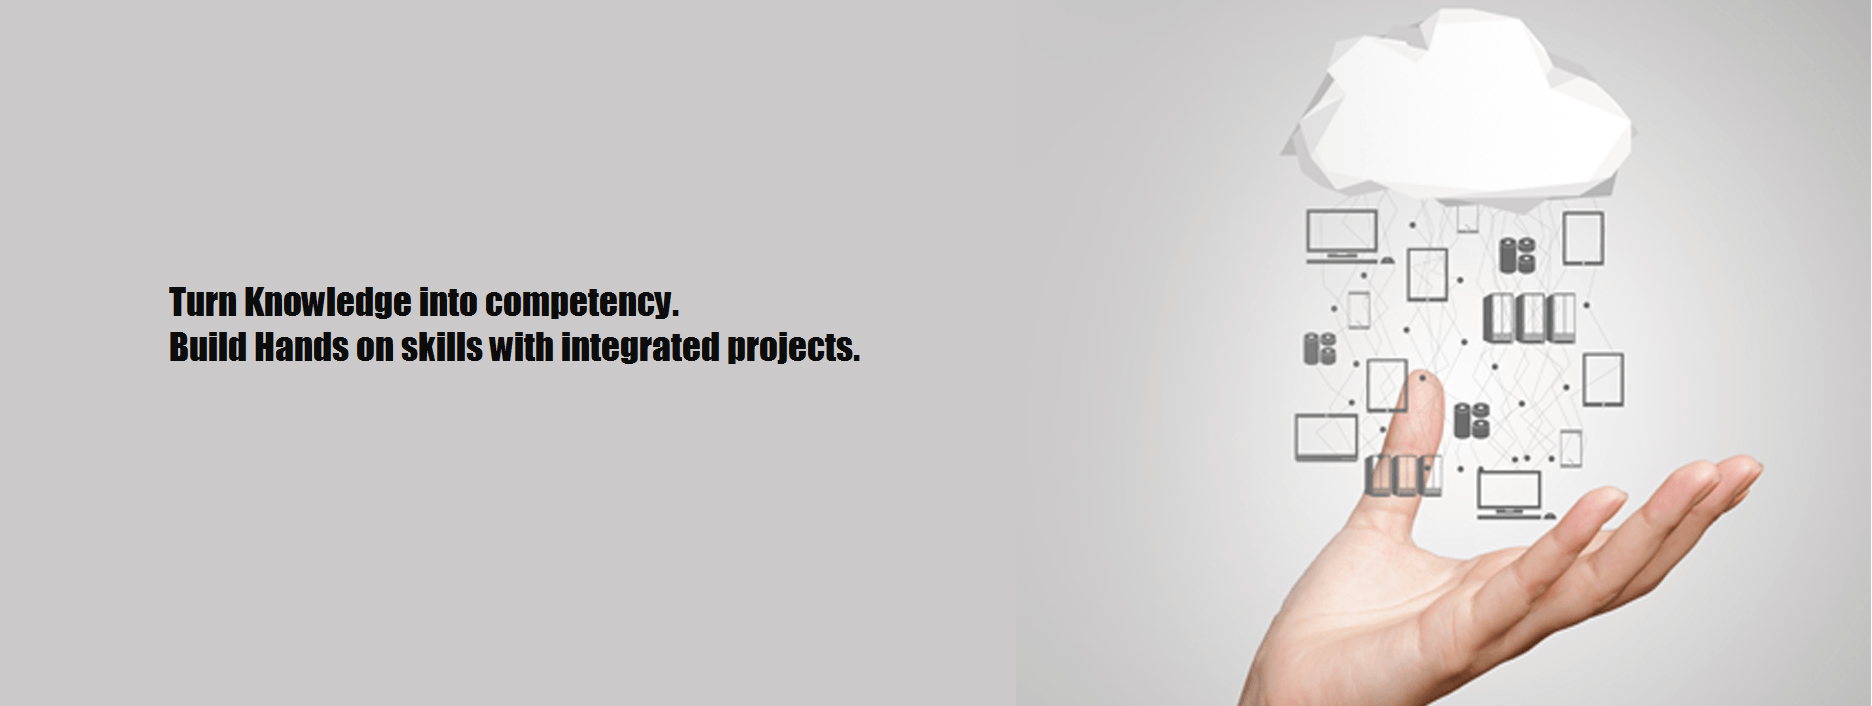 Turn Knowledge into competency.
Build Hands on skills with integrated projects.